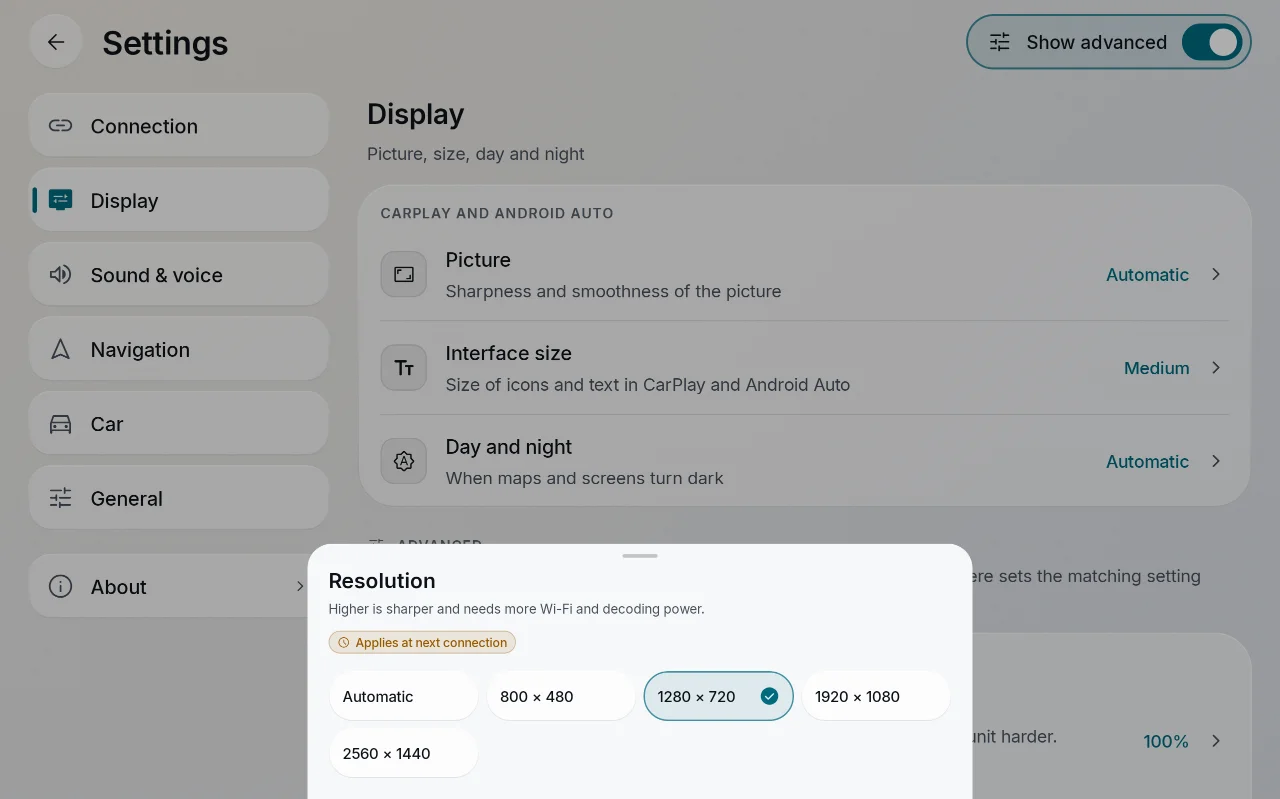 Settings
Show advanced
Connection
Display
Sound & voice
Navigation
Car
General
About
Display
Picture, size, day and night
CARPLAY AND ANDROID AUTO
Picture
Sharpness and smoothness of the picture
Automatic
Interface size
Size of icons and text in CarPlay and Android Auto
Medium
Day and night
When maps and screens turn dark
Automatic
ADVANCED
sets the matching setting
harder.
100%
Resolution
Higher is sharper and needs more Wi-Fi and decoding power.
Applies at next connection
Automatic
800 × 480
1280 × 720
1920 × 1080
2560 × 1440